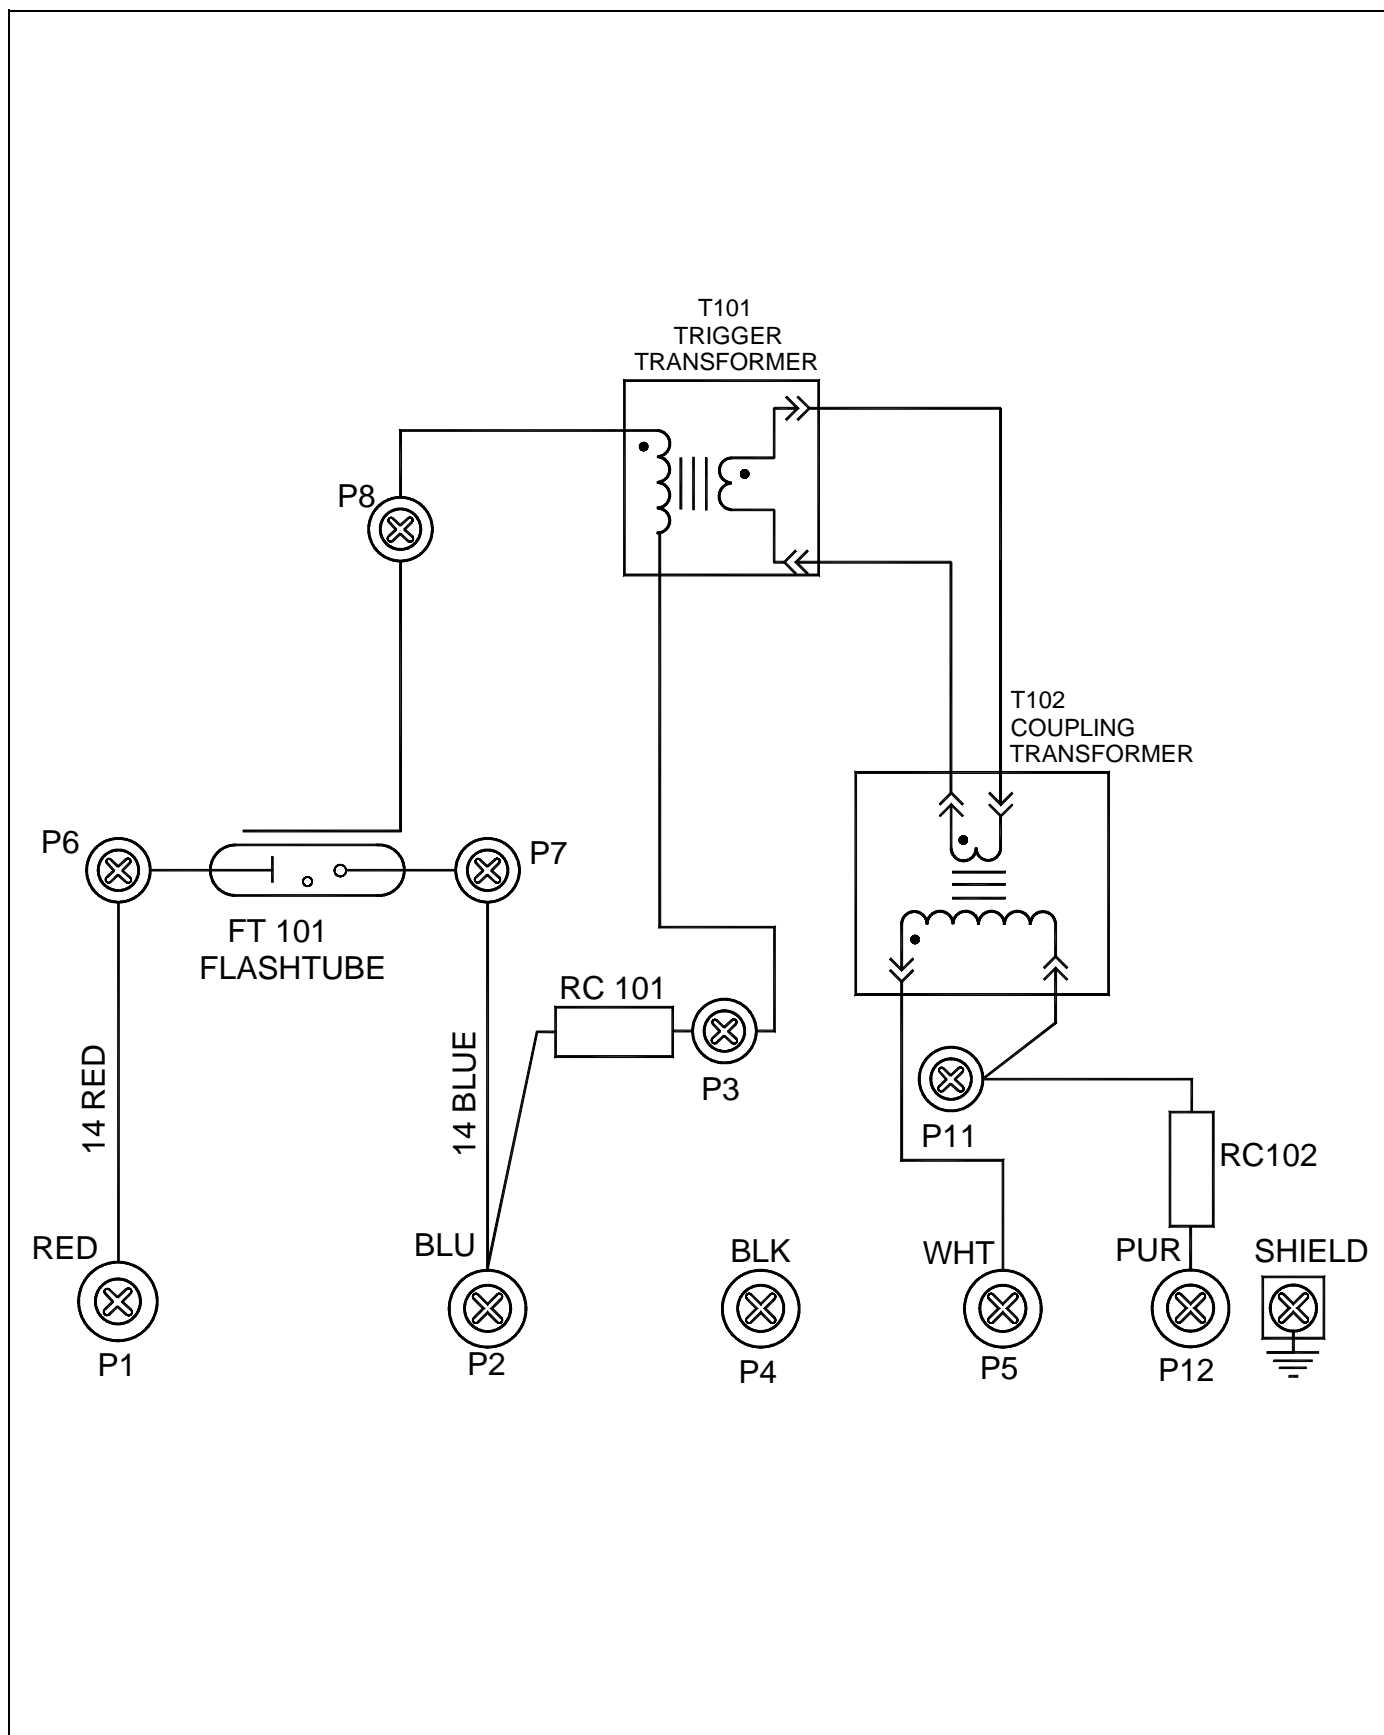 T101
TRIGGER
TRANSFORMER
P8
T102
COUPLING
TRANSFORMER
P6
P7
FT 101
FLASHTUBE
RC 101
P3
14 RED
14 BLUE
P11
RC102
RED
BLU
BLK
WHT
PUR
SHIELD
P1
P2
P4
P5
P12